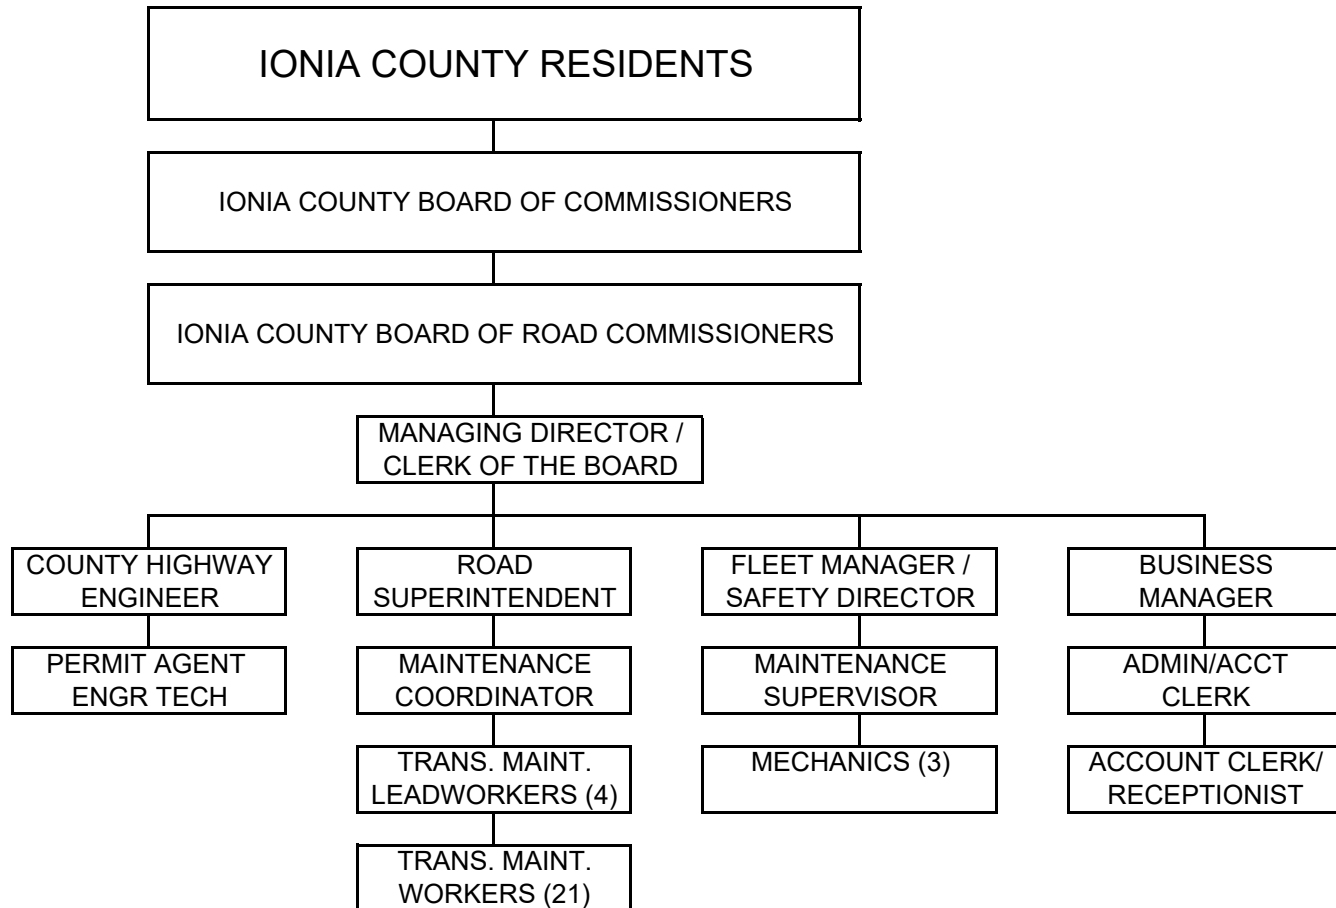 IONIA COUNTY RESIDENTS
IONIA COUNTY BOARD OF COMMISSIONERS
IONIA COUNTY BOARD OF ROAD COMMISSIONERS
MANAGING DIRECTOR /
CLERK OF THE BOARD
COUNTY HIGHWAY
ENGINEER
ROAD
SUPERINTENDENT
FLEET MANAGER /
SAFETY DIRECTOR
BUSINESS
MANAGER
PERMIT AGENT
ENGR TECH
MAINTENANCE
COORDINATOR
MAINTENANCE
SUPERVISOR
ADMIN/ACCT
CLERK
TRANS. MAINT.
LEADWORKERS (4)
MECHANICS (3)
ACCOUNT CLERK/
RECEPTIONIST
TRANS. MAINT.
WORKERS (21)